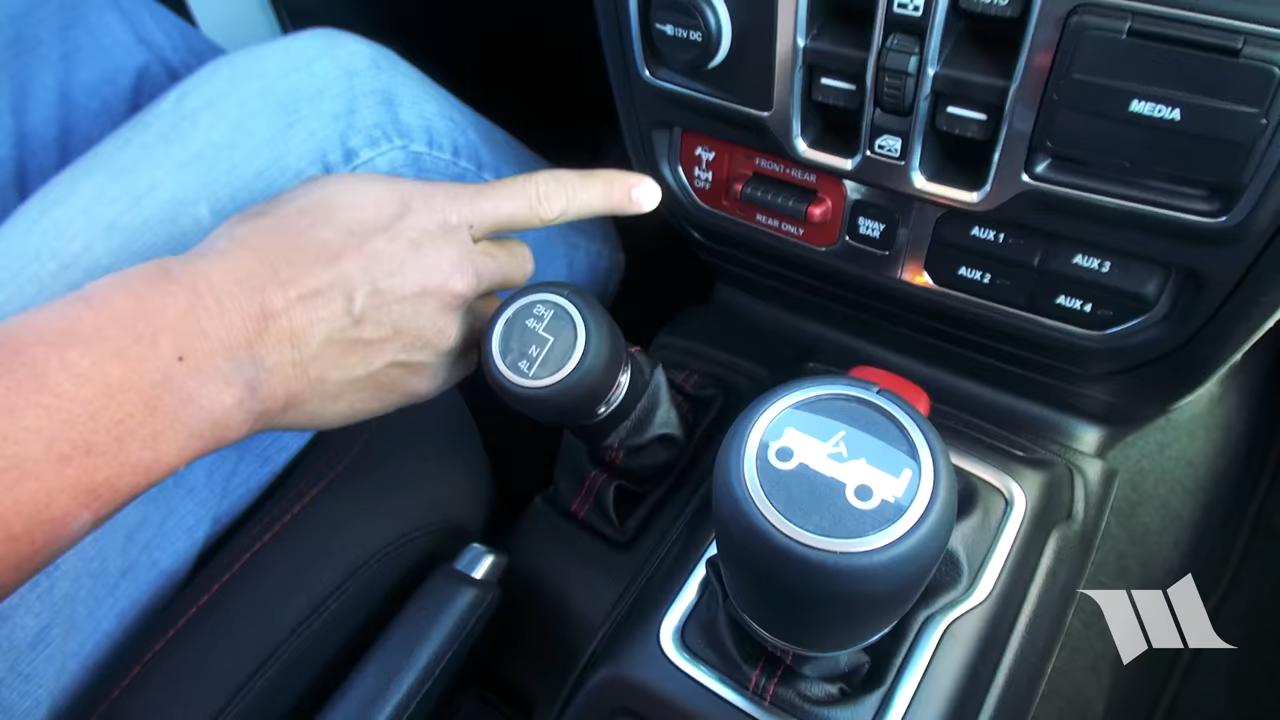 12V DC
AUTO
MEDIA
FRONT+REAR
OFF
REAR ONLY
SWAY
BAR
AUX 1
AUX 3
AUX 2
AUX 4
2H
4H
N
4L